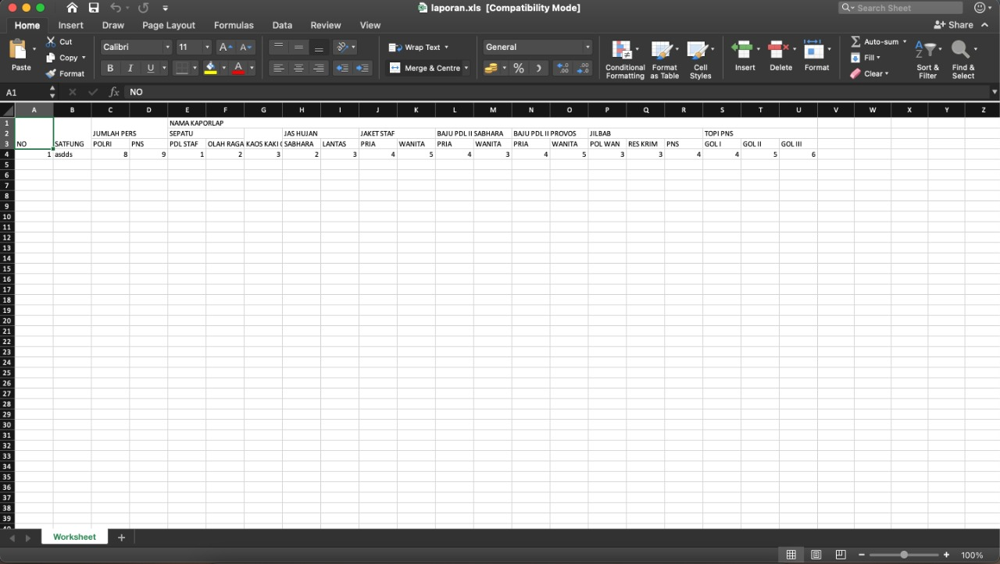 laporan.xls [Compatibility Mode]
Search Sheet
Home Insert Draw Page Layout Formulas Data Review View
Share
Paste
Cut
Copy
Format
Calibri 11
A A
B I U
A
Wrap Text
Merge & Centre
General
%
Conditional Formatting
Format as Table
Cell Styles
Insert
Delete
Format
Auto-sum
Fill
Clear
Sort & Filter
Find & Select
A1 fx NO
A B C D E F G H I J K L M N O P Q R S T U V W X Y Z
1 NAMA KAPORLAP
2 JUMLAH PERS SEPATU JAS HUJAN JAKET STAF BAJU PDL II SABHARA BAJU PDL II PROVOS JILBAB TOPI PNS
3 NO SATFUNG POLRI PNS PDL STAF OLAH RAGA KAOS KAKI SABHARA LANTAS PRIA WANITA PRIA WANITA PRIA WANITA POL WAN RES KRIM PNS GOL I GOL II GOL III
4 1 asdds 8 9 1 2 3 2 3 4 5 4 3 4 5 3 3 4 4 5 6
5
6
7
8
9
10
11
12
13
14
15
16
17
18
19
20
21
22
23
24
25
26
27
28
29
30
31
32
33
34
35
36
37
38
39
Worksheet +
100%